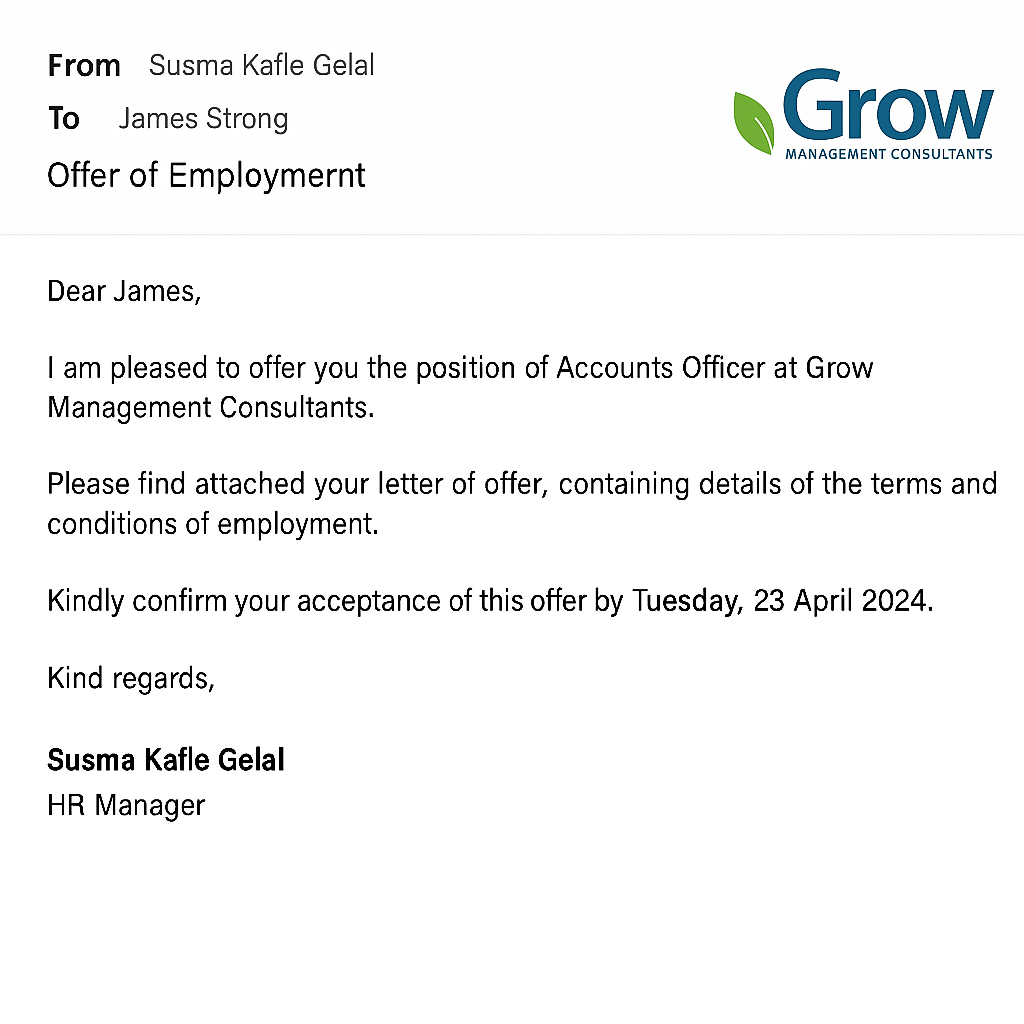 From Susma Kafle Gelal
To James Strong
Offer of Employmernt
Grow
MANAGEMENT CONSULTANTS
Dear James,
I am pleased to offer you the position of Accounts Officer at Grow
Management Consultants.
Please find attached your letter of offer, containing details of the terms and
conditions of employment.
Kindly confirm your acceptance of this offer by Tuesday, 23 April 2024.
Kind regards,
Susma Kafle Gelal
HR Manager